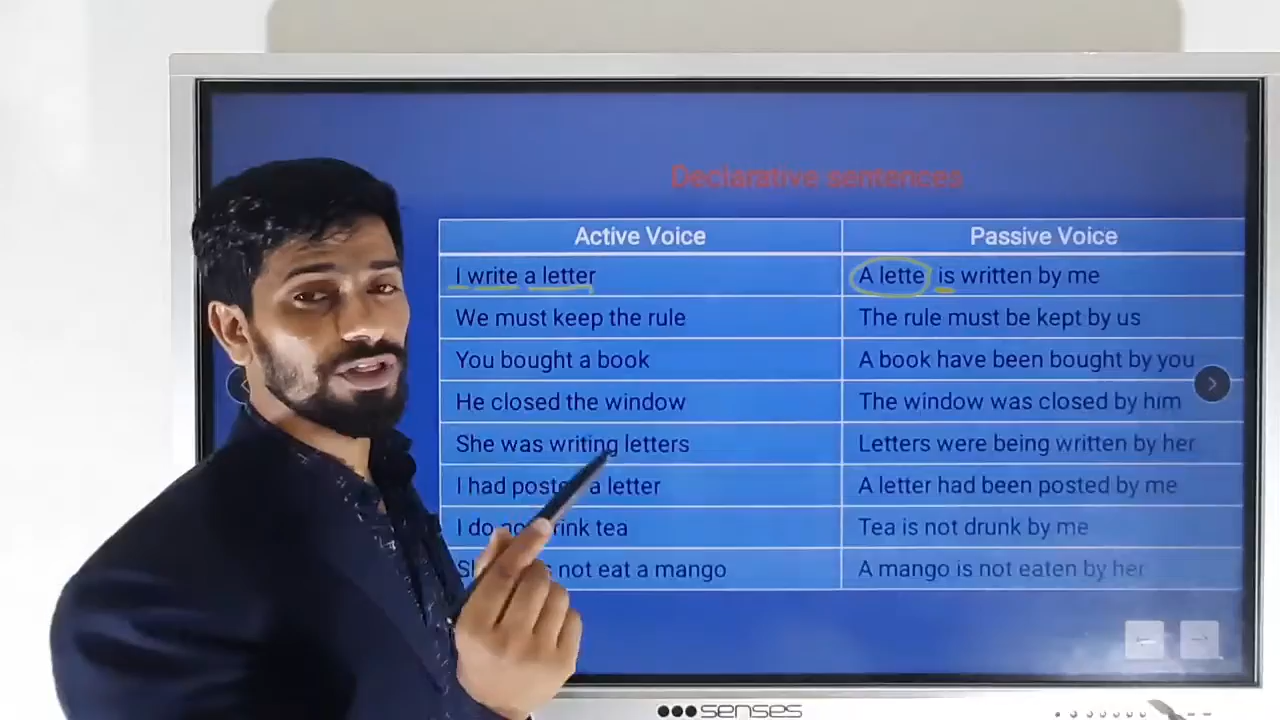 Declarative sentences
Active Voice Passive Voice
I write a letter A lette is written by me
We must keep the rule The rule must be kept by us
You bought a book A book have been bought by you
He closed the window The window was closed by him
She was writing letters Letters were being written by her
I had poste a letter A letter had been posted by me
I do rink tea Tea is not drunk by me
not eat a mango A mango is not eaten by her
senses